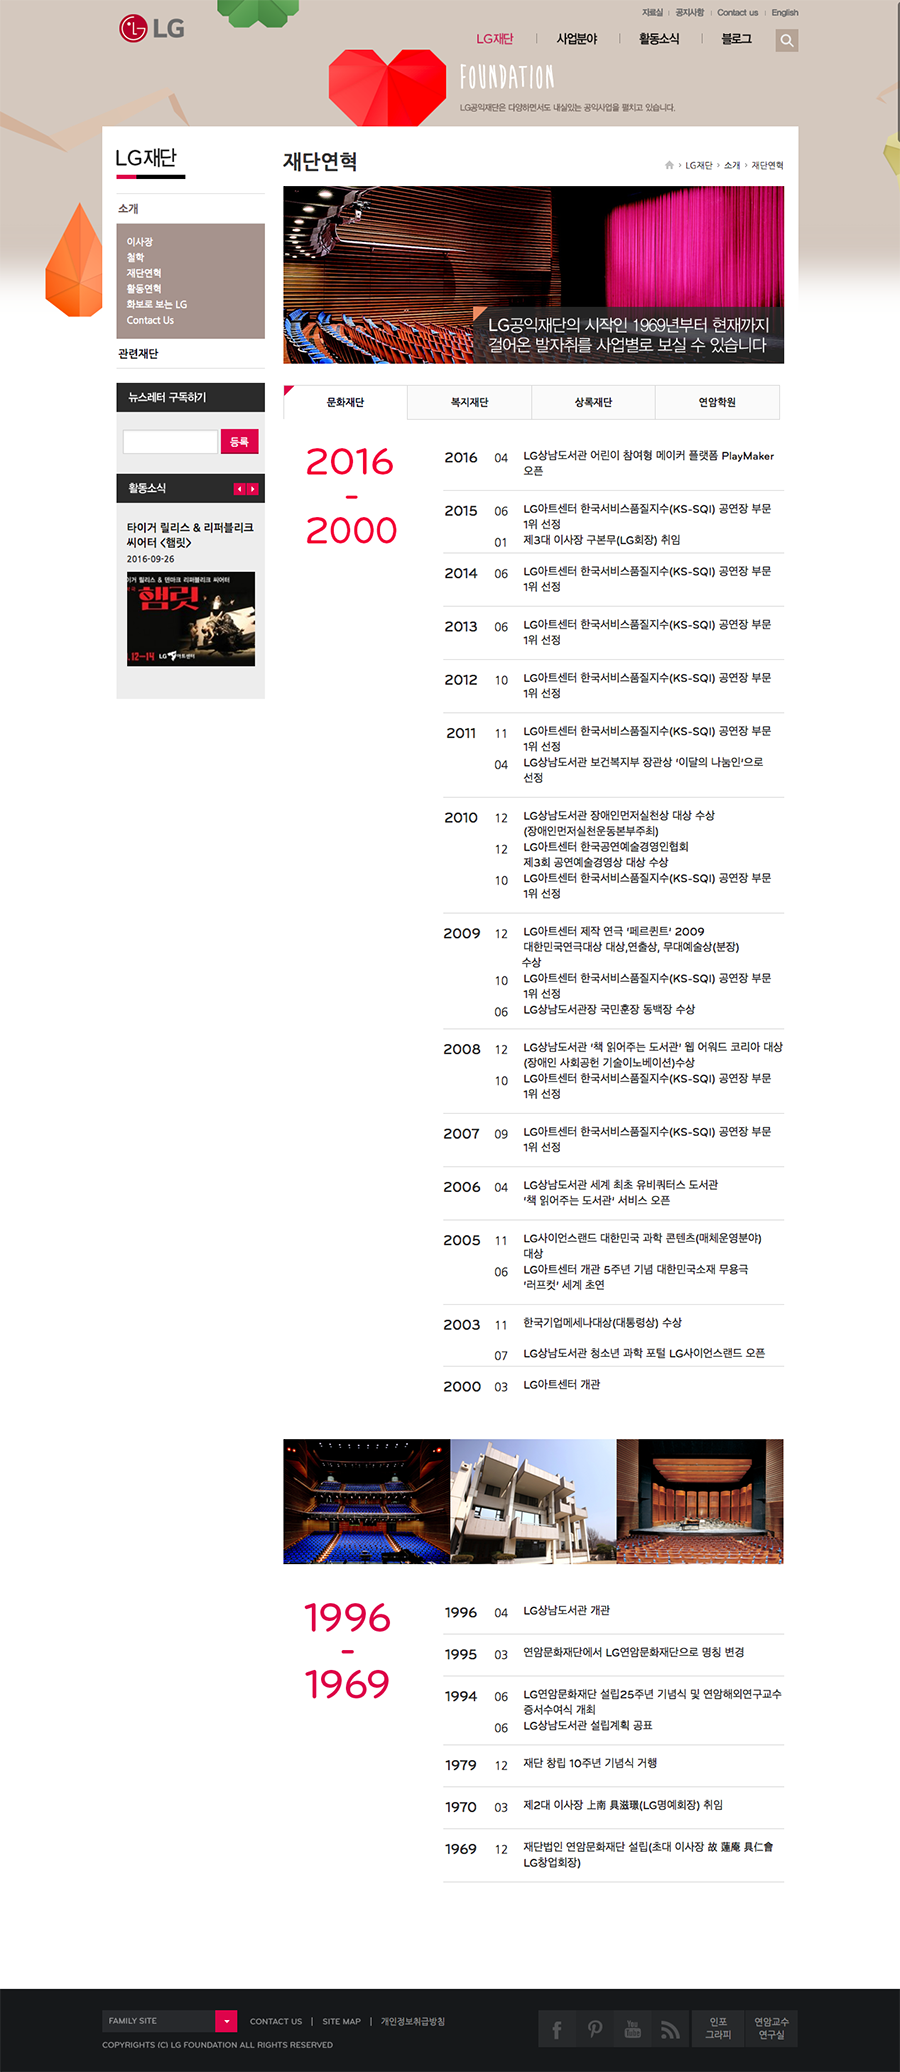 자료실
공지사항
Contact us
English
LG
LG재단
사업분야
활동소식
블로그
FOUNDATION
LG공익재단은 다양하면서도 내실있는 공익사업을 펼치고 있습니다.
LG재단
소개
이사장
철학
재단연혁
활동연혁
화보로 보는 LG
Contact Us
관련재단
뉴스레터 구독하기
등록
활동소식
타이거 릴리스 & 리퍼블리크
씨어터 <햄릿>
2016-09-26
이거 릴리스 & 덴마크 리퍼블리크 씨어터
햄릿
.12—14 LG아트센터
재단연혁
› LG재단 › 소개 › 재단연혁
LG공익재단의 시작인 1969년부터 현재까지
걸어온 발자취를 사업별로 보실 수 있습니다
문화재단
복지재단
상록재단
연암학원
2016
-
2000
2016 04 LG상남도서관 어린이 참여형 메이커 플랫폼 PlayMaker
오픈
2015 06 LG아트센터 한국서비스품질지수(KS-SQI) 공연장 부문
1위 선정
01 제3대 이사장 구본무(LG회장) 취임
2014 06 LG아트센터 한국서비스품질지수(KS-SQI) 공연장 부문
1위 선정
2013 06 LG아트센터 한국서비스품질지수(KS-SQI) 공연장 부문
1위 선정
2012 10 LG아트센터 한국서비스품질지수(KS-SQI) 공연장 부문
1위 선정
2011 11 LG아트센터 한국서비스품질지수(KS-SQI) 공연장 부문
1위 선정
04 LG상남도서관 보건복지부 장관상 '이달의 나눔인'으로
선정
2010 12 LG상남도서관 장애인먼저실천상 대상 수상
(장애인먼저실천운동본부주최)
12 LG아트센터 한국공연예술경영인협회
제3회 공연예술경영상 대상 수상
10 LG아트센터 한국서비스품질지수(KS-SQI) 공연장 부문
1위 선정
2009 12 LG아트센터 제작 연극 '페르퀸트' 2009
대한민국연극대상 대상,연출상, 무대예술상(분장)
수상
10 LG아트센터 한국서비스품질지수(KS-SQI) 공연장 부문
1위 선정
06 LG상남도서관장 국민훈장 동백장 수상
2008 12 LG상남도서관 '책 읽어주는 도서관' 웹 어워드 코리아 대상
(장애인 사회공헌 기술이노베이션)수상
10 LG아트센터 한국서비스품질지수(KS-SQI) 공연장 부문
1위 선정
2007 09 LG아트센터 한국서비스품질지수(KS-SQI) 공연장 부문
1위 선정
2006 04 LG상남도서관 세계 최초 유비쿼터스 도서관
'책 읽어주는 도서관' 서비스 오픈
2005 11 LG사이언스랜드 대한민국 과학 콘텐츠(매체운영분야)
대상
06 LG아트센터 개관 5주년 기념 대한민국소재 무용극
'러프컷' 세계 초연
2003 11 한국기업메세나대상(대통령상) 수상
07 LG상남도서관 청소년 과학 포털 LG사이언스랜드 오픈
2000 03 LG아트센터 개관
1996
-
1969
1996 04 LG상남도서관 개관
1995 03 연암문화재단에서 LG연암문화재단으로 명칭 변경
1994 06 LG연암문화재단 설립25주년 기념식 및 연암해외연구교수
증서수여식 개최
06 LG상남도서관 설립계획 공표
1979 12 재단 창립 10주년 기념식 거행
1970 03 제2대 이사장 上南 具滋暻(LG명예회장) 취임
1969 12 재단법인 연암문화재단 설립(초대 이사장 故 蓮庵 具仁會
LG창업회장)
FAMILY SITE
CONTACT US | SITE MAP | 개인정보취급방침
COPYRIGHTS (C) LG FOUNDATION ALL RIGHTS RESERVED
You Tube
인포
그라피
연암교수
연구실